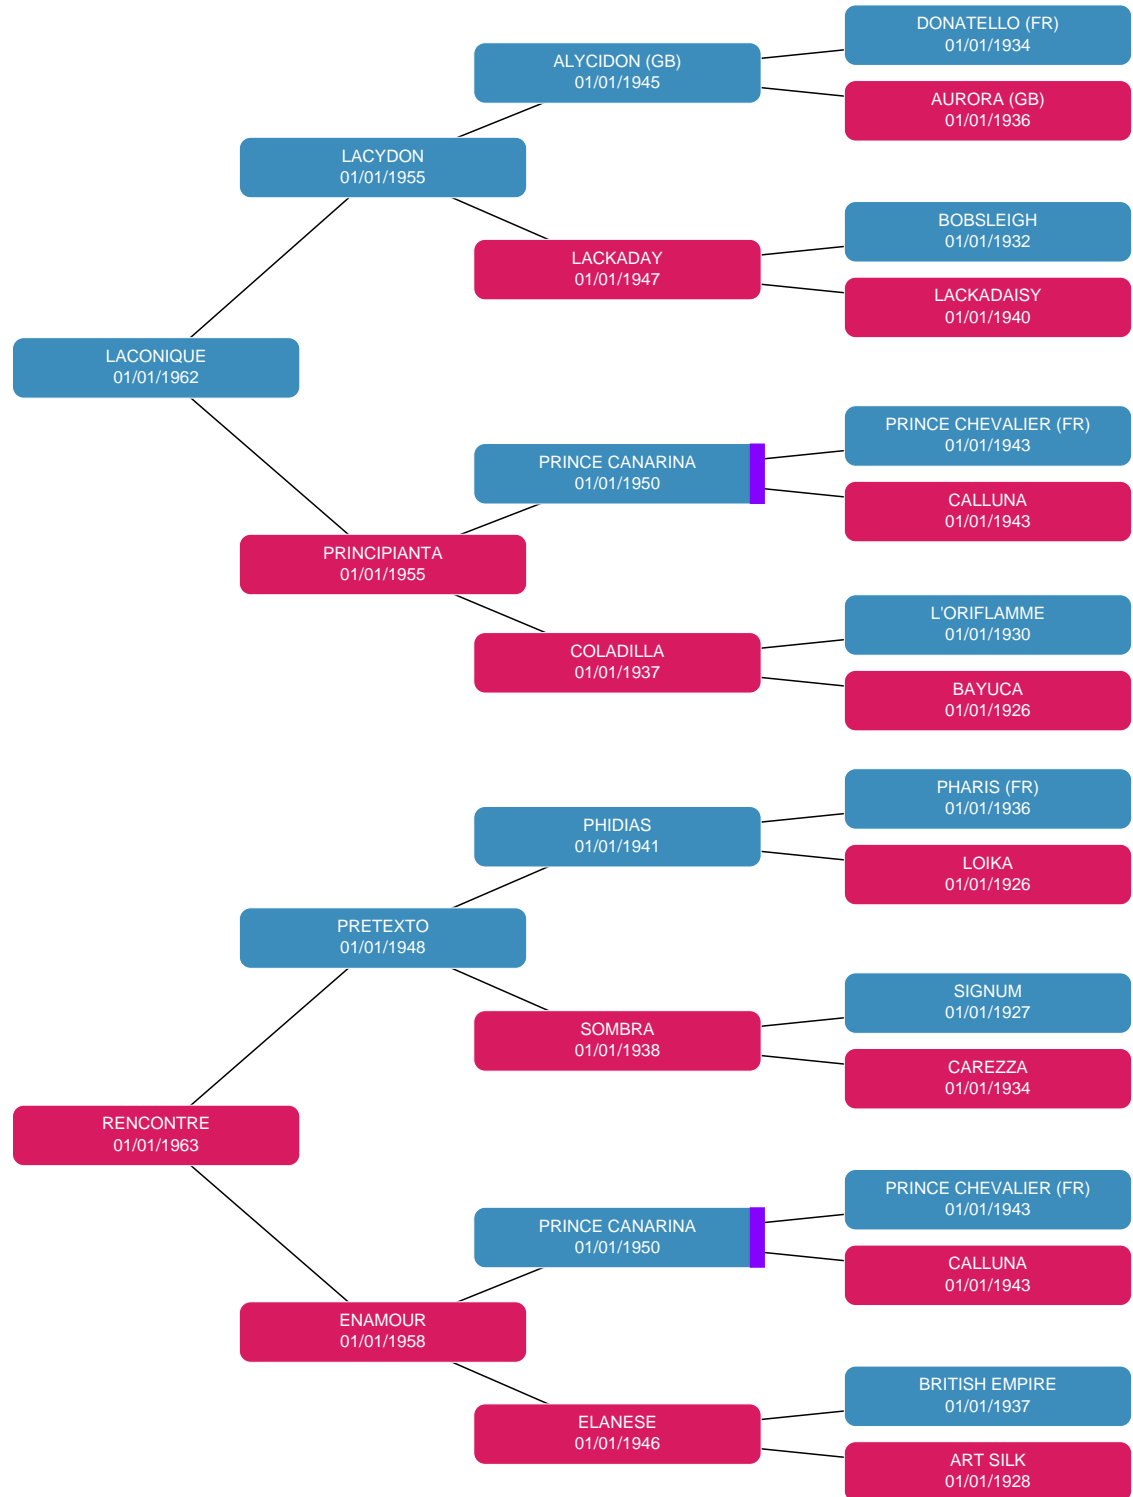 DONATELLO (FR)
01/01/1934
ALYCIDON (GB)
01/01/1945
AURORA (GB)
01/01/1936
LACYDON
01/01/1955
BOBSLEIGH
01/01/1932
LACKADAY
01/01/1947
LACKADAISY
01/01/1940
LACONIQUE
01/01/1962
PRINCE CHEVALIER (FR)
01/01/1943
PRINCE CANARINA
01/01/1950
CALLUNA
01/01/1943
PRINCIPIANTA
01/01/1955
L'ORIFLAMME
01/01/1930
COLADILLA
01/01/1937
BAYUCA
01/01/1926
PHARIS (FR)
01/01/1936
PHIDIAS
01/01/1941
LOIKA
01/01/1926
PRETEXTO
01/01/1948
SIGNUM
01/01/1927
SOMBRA
01/01/1938
CAREZZA
01/01/1934
RENCONTRE
01/01/1963
PRINCE CHEVALIER (FR)
01/01/1943
PRINCE CANARINA
01/01/1950
CALLUNA
01/01/1943
ENAMOUR
01/01/1958
BRITISH EMPIRE
01/01/1937
ELANESE
01/01/1946
ART SILK
01/01/1928